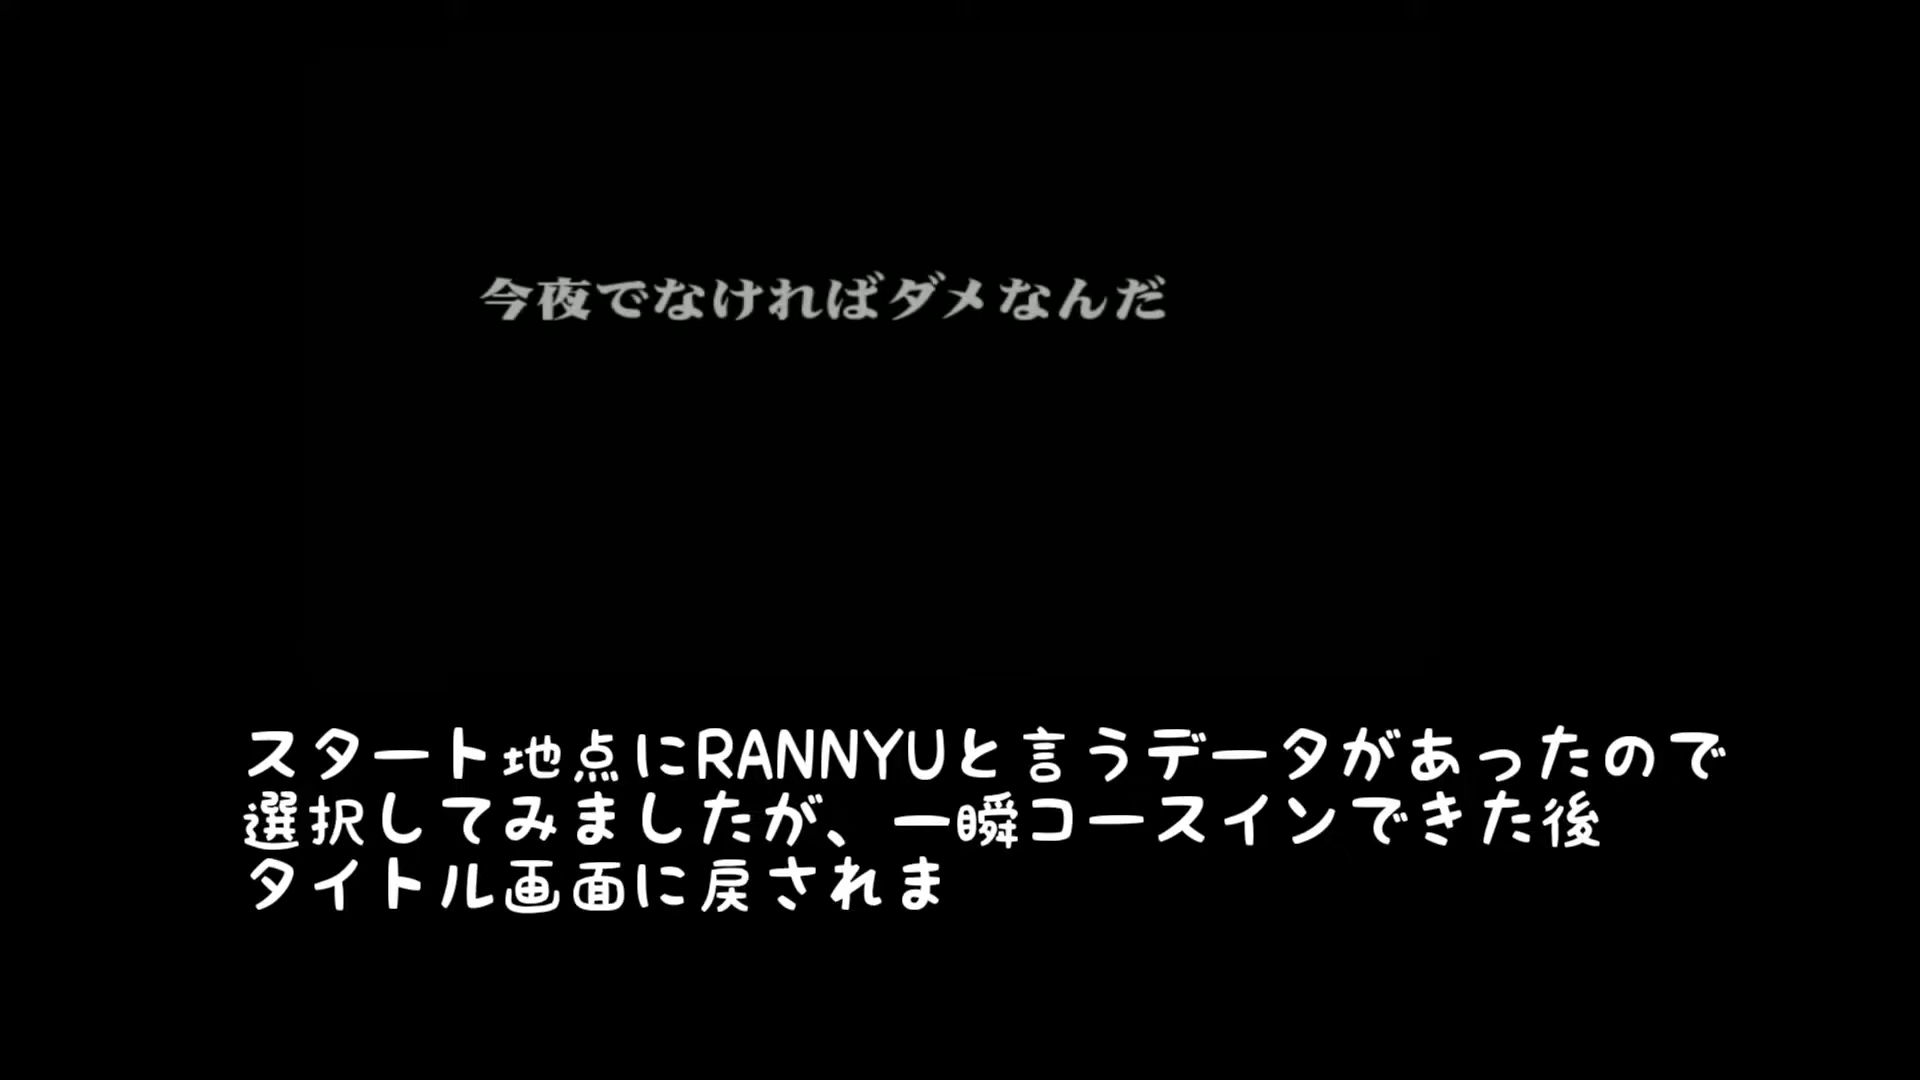 今夜でなければダメなんだ
スタート地点にRANNYUと言うデータがあったので
選択してみましたが、一瞬コースインできた後
タイトル画面に戻されま